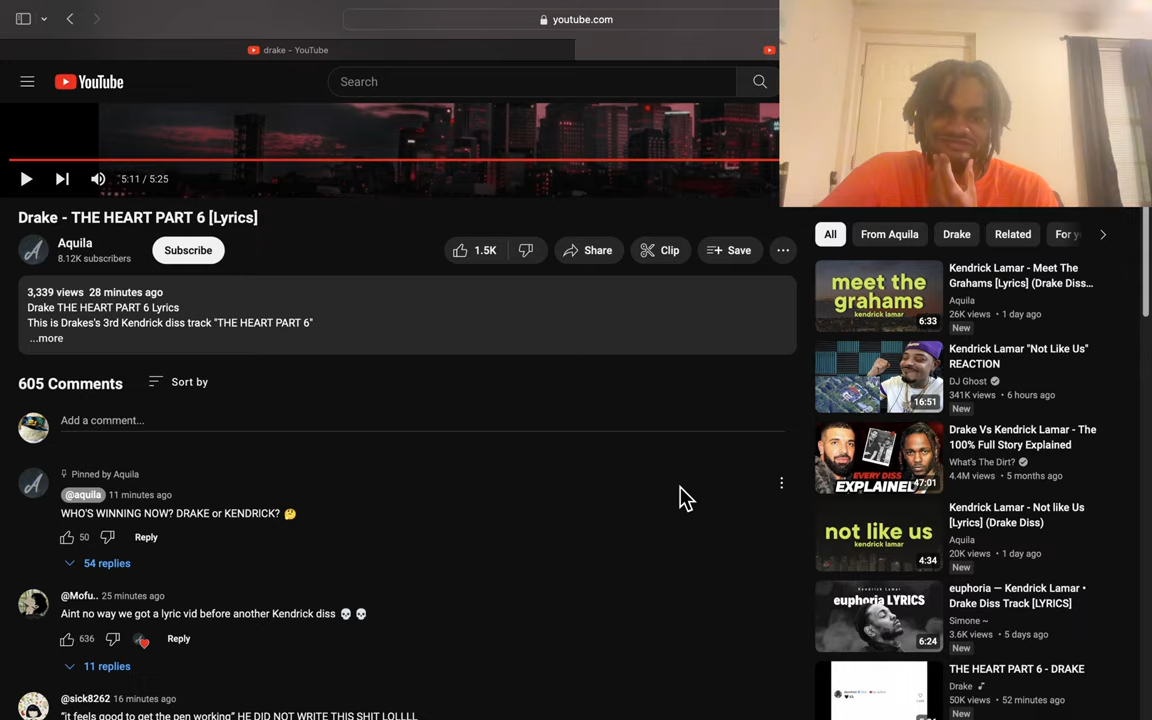 youtube.com
drake - YouTube
YouTube
Search
5:11 / 5:25
Drake - THE HEART PART 6 [Lyrics]
Aquila
8.12K subscribers
Subscribe
1.5K
Share
Clip
Save
3,339 views 28 minutes ago
Drake THE HEART PART 6 Lyrics
This is Drakes's 3rd Kendrick diss track "THE HEART PART 6"
...more
605 Comments
Sort by
Add a comment...
Pinned by Aquila
@aquila 11 minutes ago
WHO'S WINNING NOW? DRAKE or KENDRICK? 🤔
50
Reply
54 replies
@Mofu.. 25 minutes ago
Aint no way we got a lyric vid before another Kendrick diss 💀 💀
636
Reply
11 replies
@sick8262 16 minutes ago
"it feels good to get the pen working" HE DID NOT WRITE THIS SHIT LOLLLL
All
From Aquila
Drake
Related
For y
meet the
grahams
kendrick lamar
6:33
Kendrick Lamar - Meet The
Grahams [Lyrics] (Drake Diss...
Aquila
26K views • 1 day ago
New
16:51
Kendrick Lamar "Not Like Us"
REACTION
DJ Ghost
341K views • 6 hours ago
New
EVERY DISS
EXPLAINED
47:01
Drake Vs Kendrick Lamar - The
100% Full Story Explained
What's The Dirt?
4.4M views • 5 months ago
New
not like us
kendrick lamar
4:34
Kendrick Lamar - Not like Us
[Lyrics] (Drake Diss)
Aquila
20K views • 1 day ago
New
Kendrick Lamar
euphoria LYRICS
6:24
euphoria — Kendrick Lamar •
Drake Diss Track [LYRICS]
Simone ~
3.6K views • 5 days ago
New
THE HEART PART 6 - DRAKE
Drake
50K views • 52 minutes ago
New